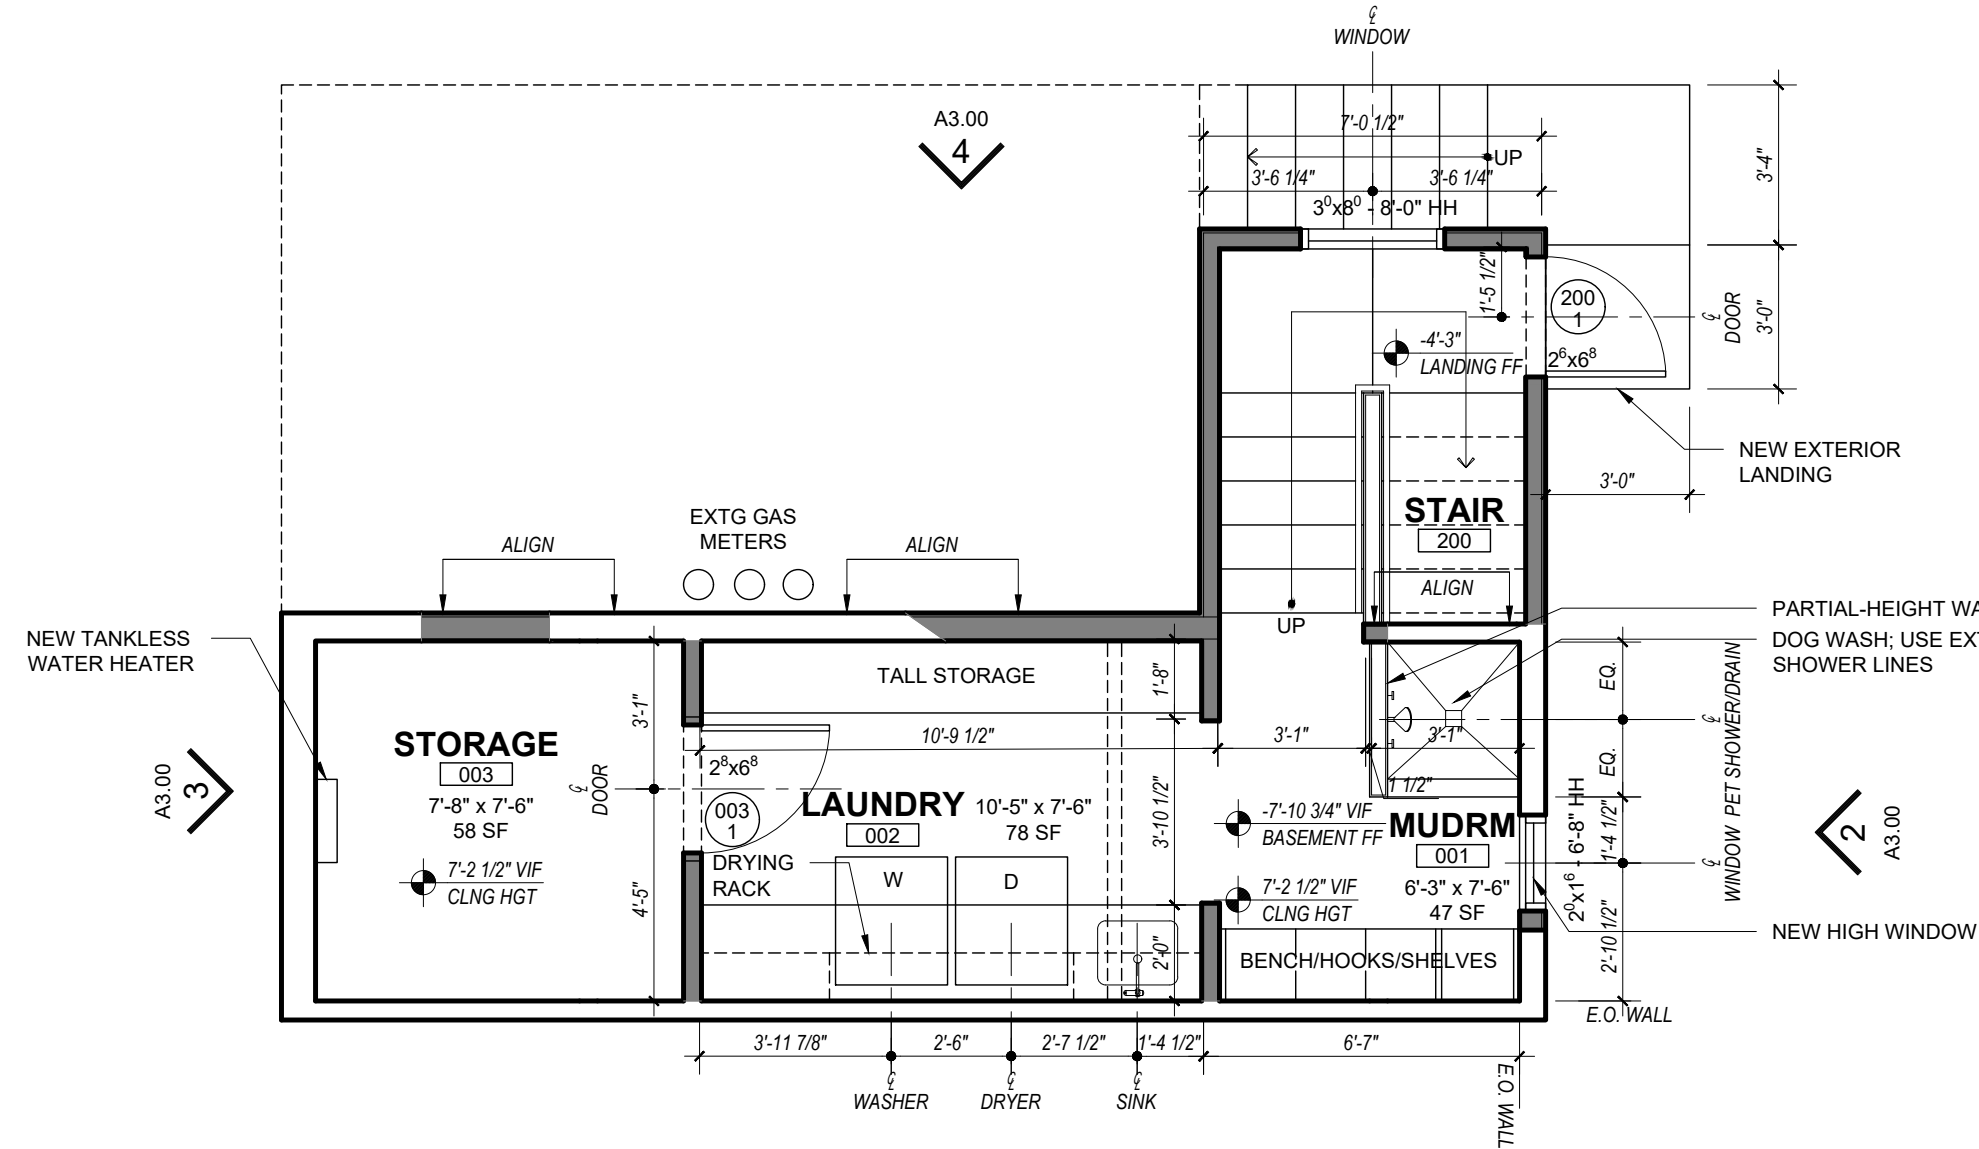 ℄
WINDOW
A3.00
4
7'-0 1/2"
UP
3'-6 1/4"
3'-6 1/4"
3⁰x8⁰ - 8'-0" HH
3'-4"
1'-5 1/2"
200
1
2⁶x6⁸
℄
DOOR
3'-0"
-4'-3"
LANDING FF
NEW EXTERIOR
LANDING
3'-0"
STAIR
200
ALIGN
UP
EXTG GAS
METERS
ALIGN
ALIGN
NEW TANKLESS
WATER HEATER
PARTIAL-HEIGHT WA
DOG WASH; USE EXT
SHOWER LINES
TALL STORAGE
1'-8"
3'-1"
EQ.
EQ.
℄
WINDOW PET SHOWER/DRAIN
℄
10'-9 1/2"
3'-1"
3'-1"
1 1/2"
STORAGE
003
7'-8" x 7'-6"
58 SF
7'-2 1/2" VIF
CLNG HGT
A3.00
3
℄
DOOR
4'-5"
2⁸x6⁸
003
1
LAUNDRY
002
10'-5" x 7'-6"
78 SF
3'-10 1/2"
DRYING
RACK
W
D
2'-0"
-7'-10 3/4" VIF
BASEMENT FF
MUDRM
001
6'-3" x 7'-6"
47 SF
7'-2 1/2" VIF
CLNG HGT
BENCH/HOOKS/SHELVES
2⁰x1⁶ - 6'-8" HH
1'-4 1/2"
2'-10 1/2"
2
A3.00
NEW HIGH WINDOW
E.O. WALL
3'-11 7/8"
2'-6"
2'-7 1/2"
1'-4 1/2"
6'-7"
℄
WASHER
℄
DRYER
℄
SINK
E.O. WALL